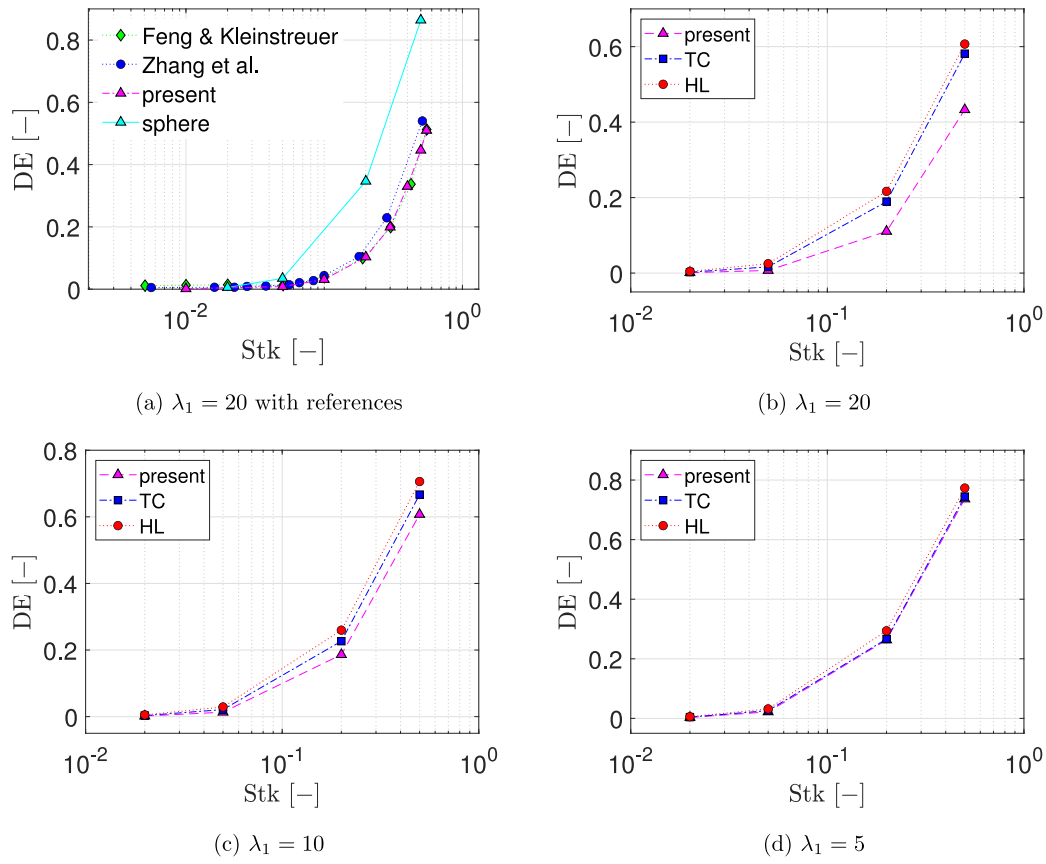 Feng & Kleinstreuer
Zhang et al.
present
sphere
DE [−]
0.8
0.6
0.4
0.2
0
10^-2
10^0
Stk [−]
(a) λ₁ = 20 with references
present
TC
HL
DE [−]
0.6
0.4
0.2
0
10^-2
10^-1
10^0
Stk [−]
(b) λ₁ = 20
present
TC
HL
DE [−]
0.8
0.6
0.4
0.2
0
10^-2
10^-1
10^0
Stk [−]
(c) λ₁ = 10
present
TC
HL
DE [−]
0.8
0.6
0.4
0.2
0
10^-2
10^-1
10^0
Stk [−]
(d) λ₁ = 5